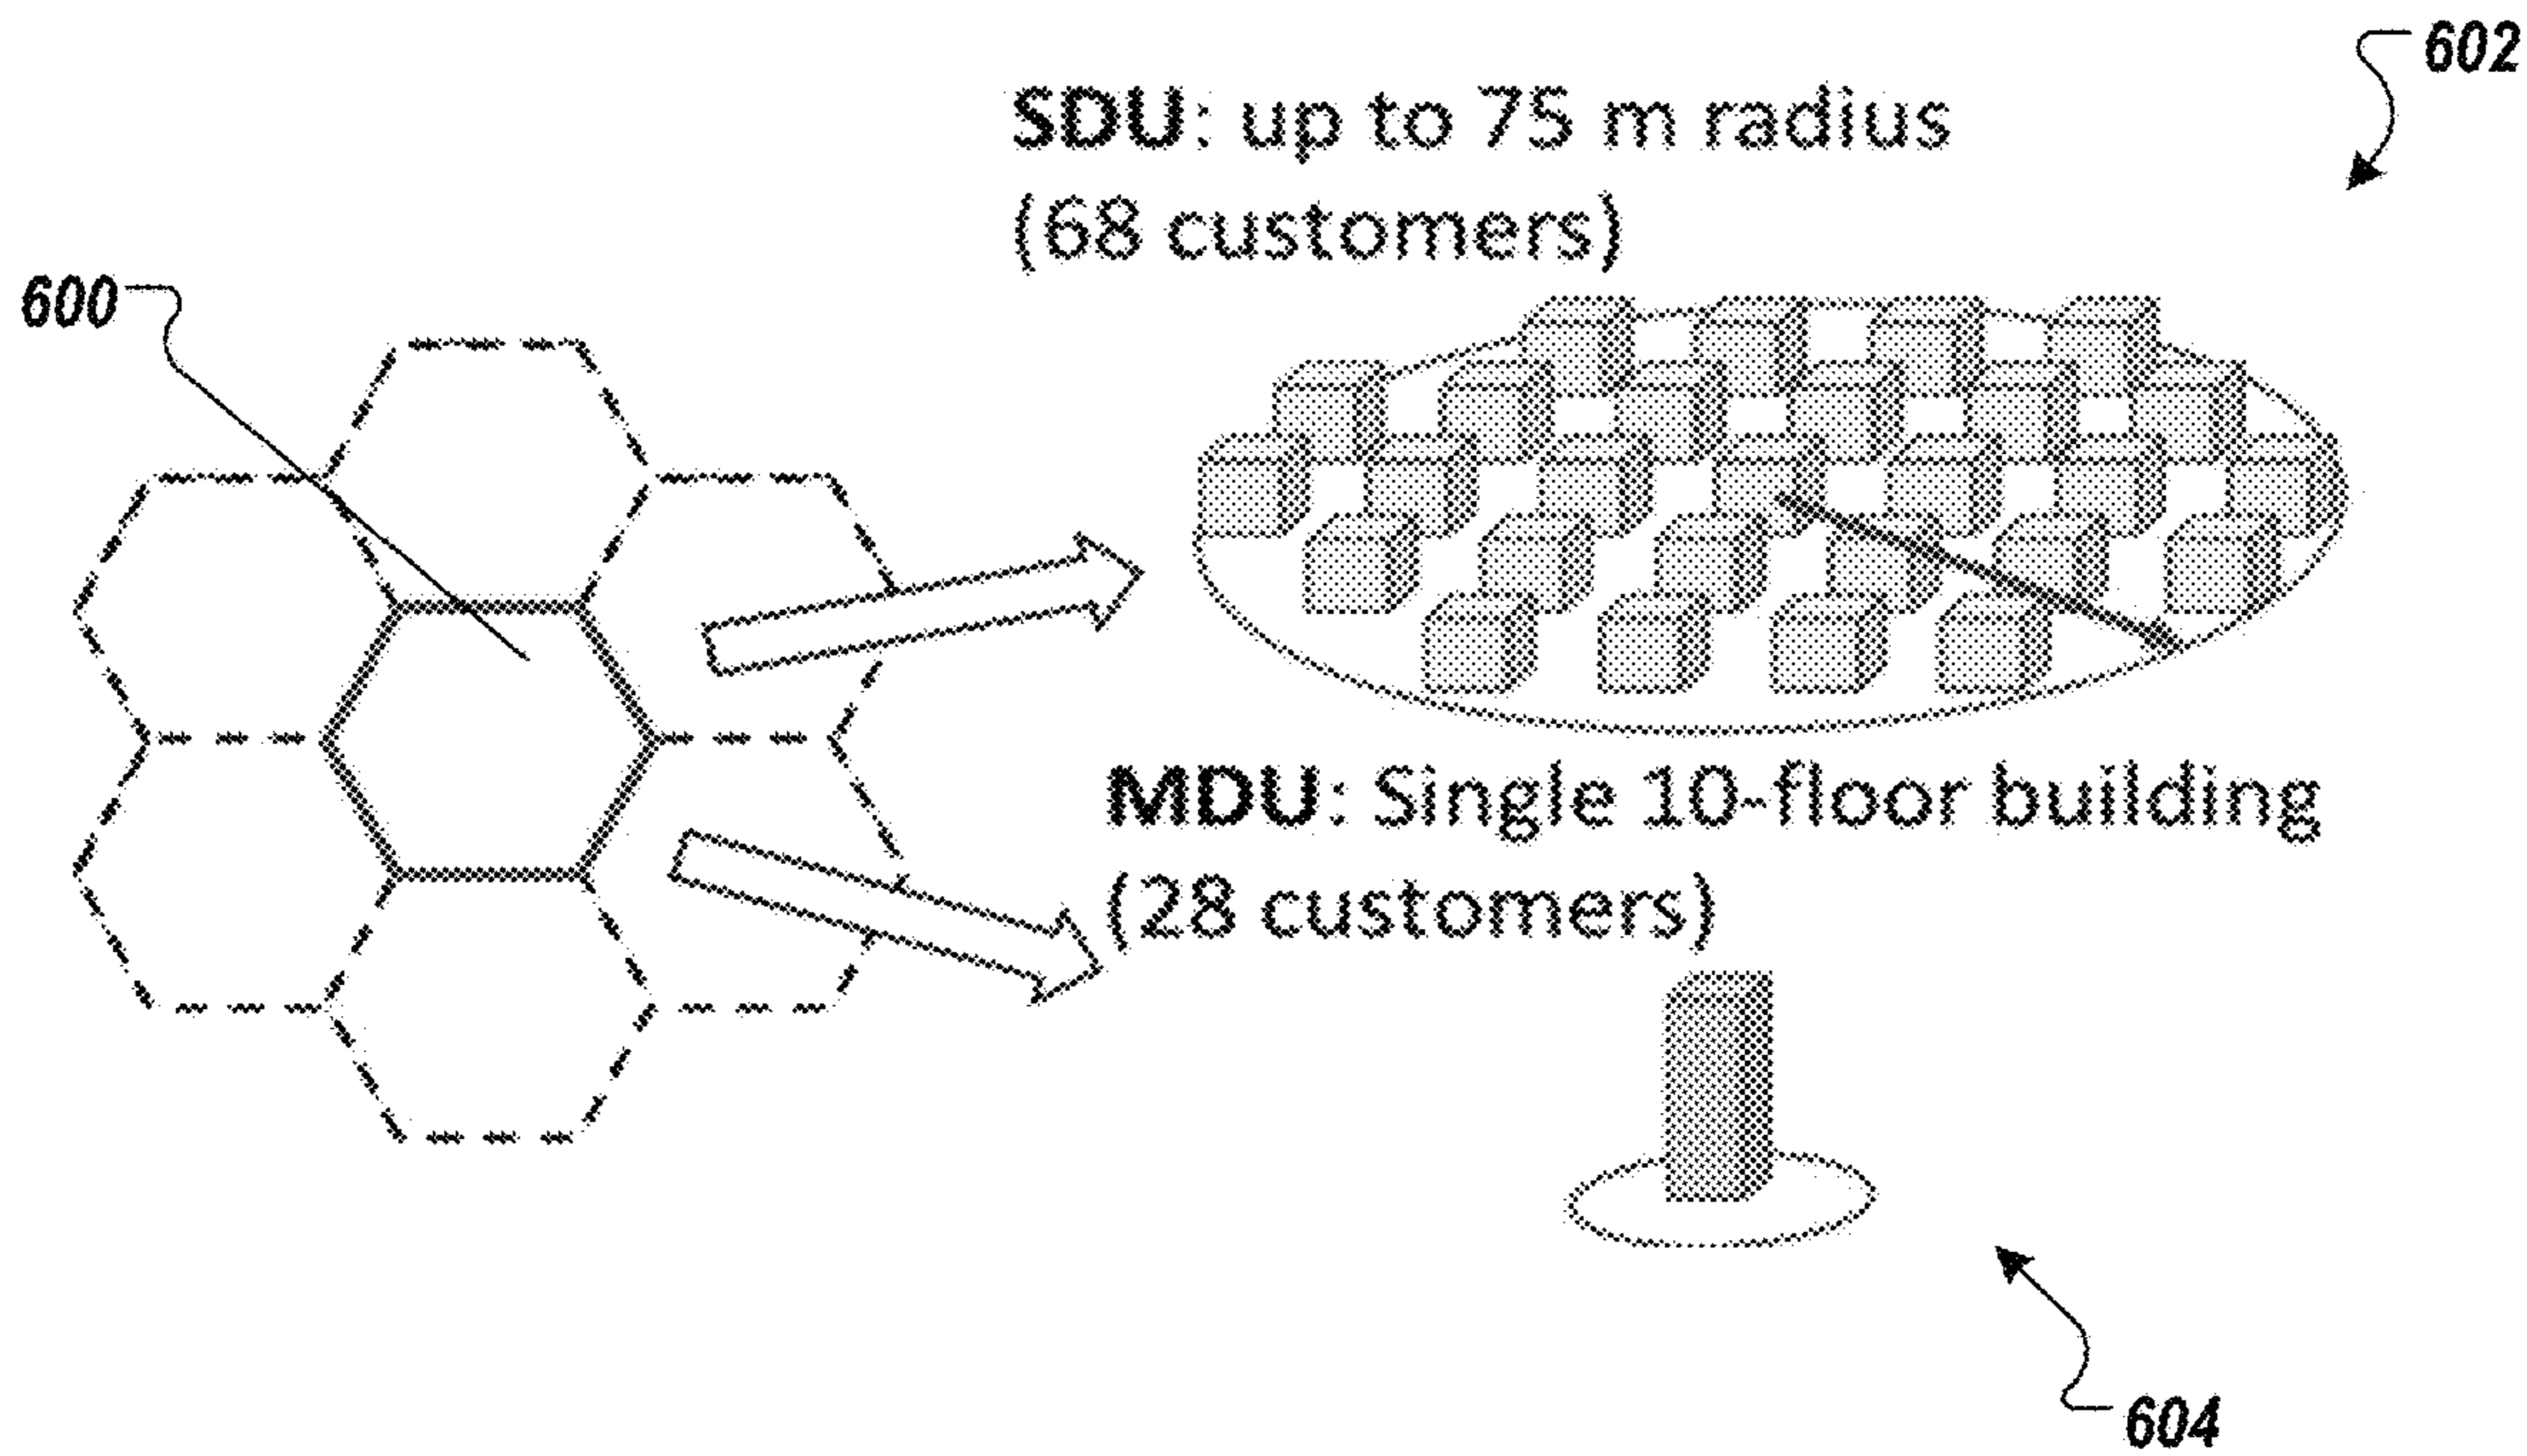 602
SDU: up to 75 m radius
(68 customers)
600
MDU: Single 10-floor building
(28 customers)
604